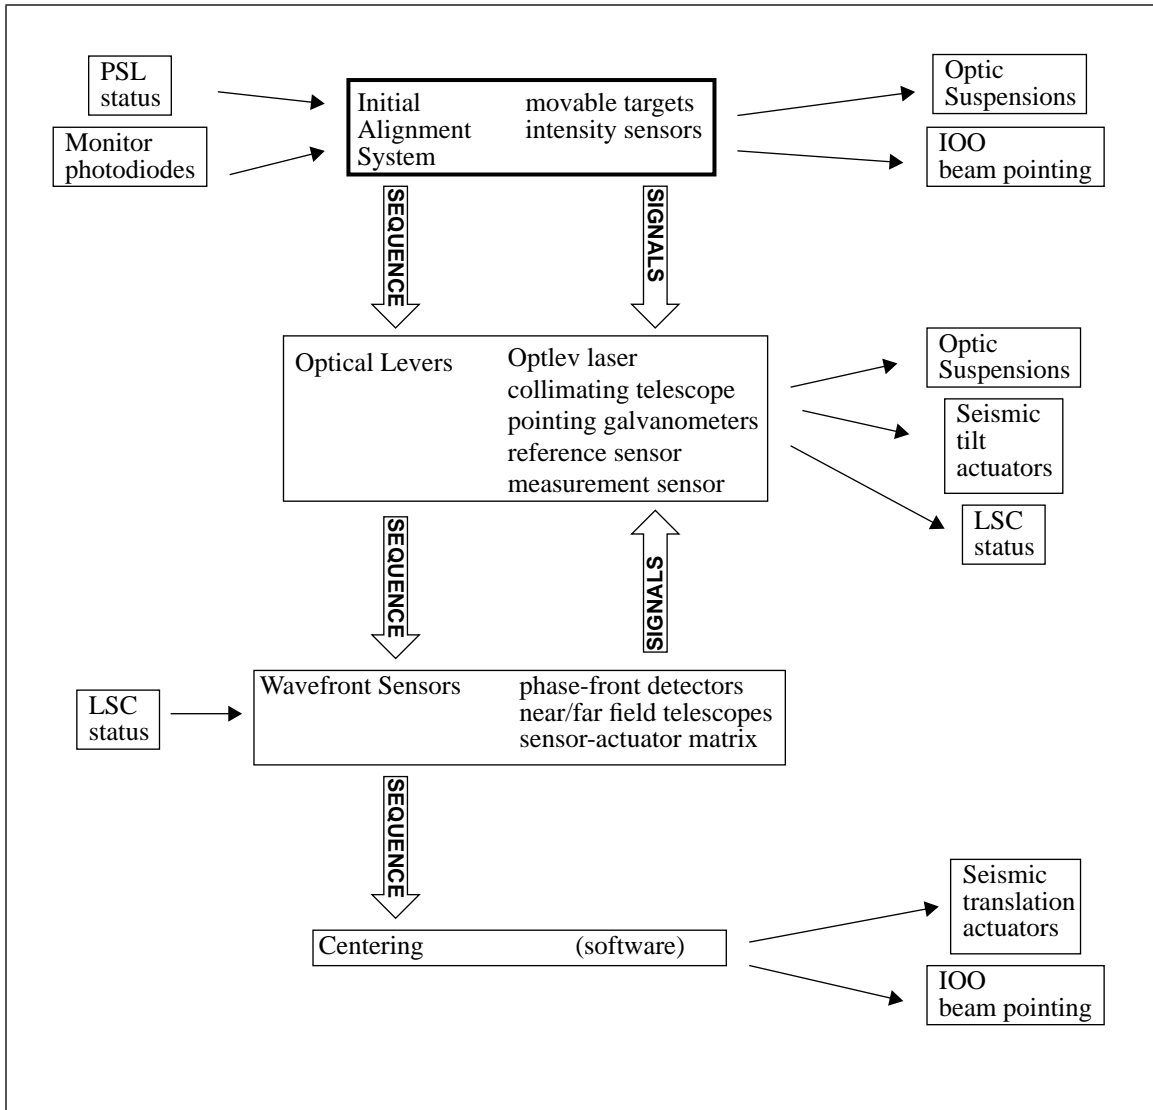 PSL
status
Monitor
photodiodes
Initial
Alignment
System
movable targets
intensity sensors
Optic
Suspensions
IOO
beam pointing
SEQUENCE
SIGNALS
Optical Levers
Optlev laser
collimating telescope
pointing galvanometers
reference sensor
measurement sensor
Optic
Suspensions
Seismic
tilt
actuators
LSC
status
SEQUENCE
SIGNALS
LSC
status
Wavefront Sensors
phase-front detectors
near/far field telescopes
sensor-actuator matrix
SEQUENCE
Centering
(software)
Seismic
translation
actuators
IOO
beam pointing